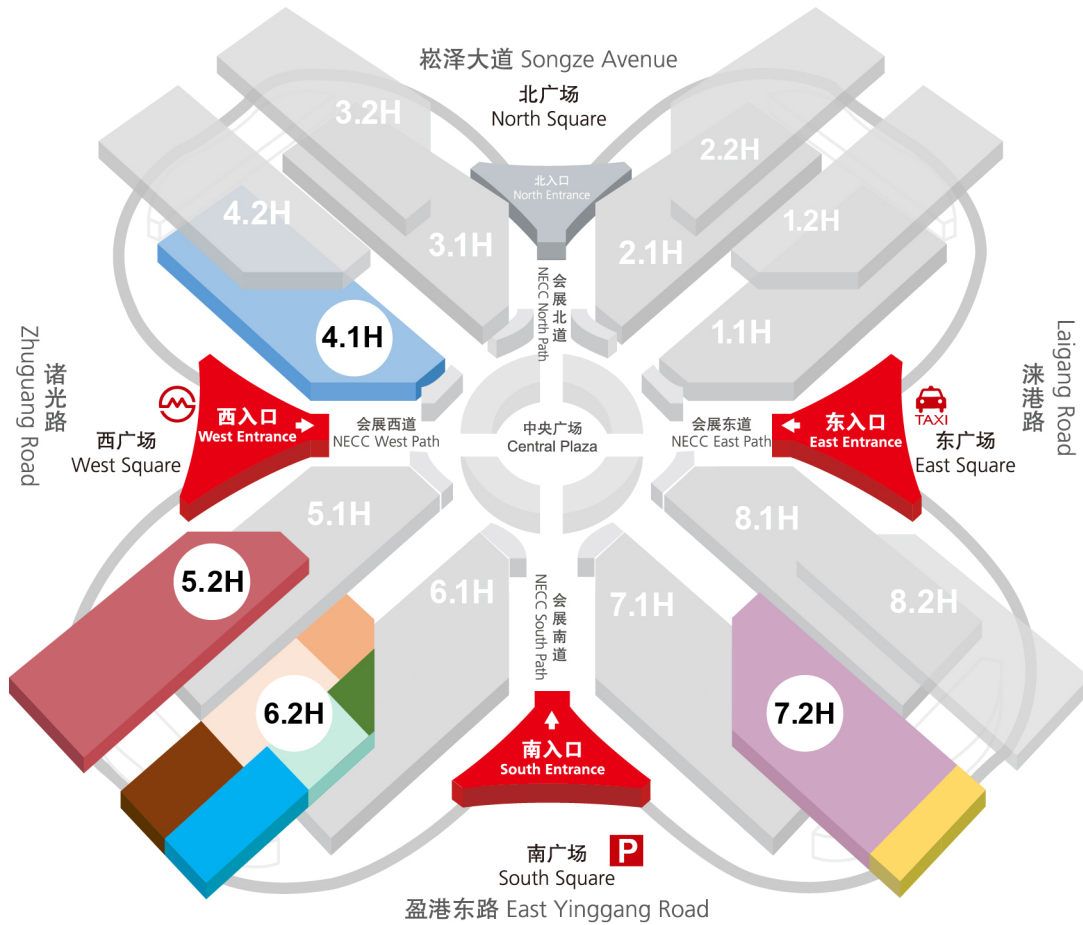 崧泽大道 Songze Avenue
北广场
North Square
3.2H
2.2H
北入口
North Entrance
4.2H
1.2H
3.1H
2.1H
会展北道
NECC North Path
4.1H
1.1H
诸光路
Zhuguang Road
涞港路
Laigang Road
西入口
West Entrance
西广场
West Square
会展西道
NECC West Path
中央广场
Central Plaza
会展东道
NECC East Path
东入口
East Entrance
TAXI
东广场
East Square
5.1H
8.1H
5.2H
6.1H
会展南道
NECC South Path
7.1H
8.2H
6.2H
7.2H
南入口
South Entrance
南广场
South Square
P
盈港东路 East Yinggang Road